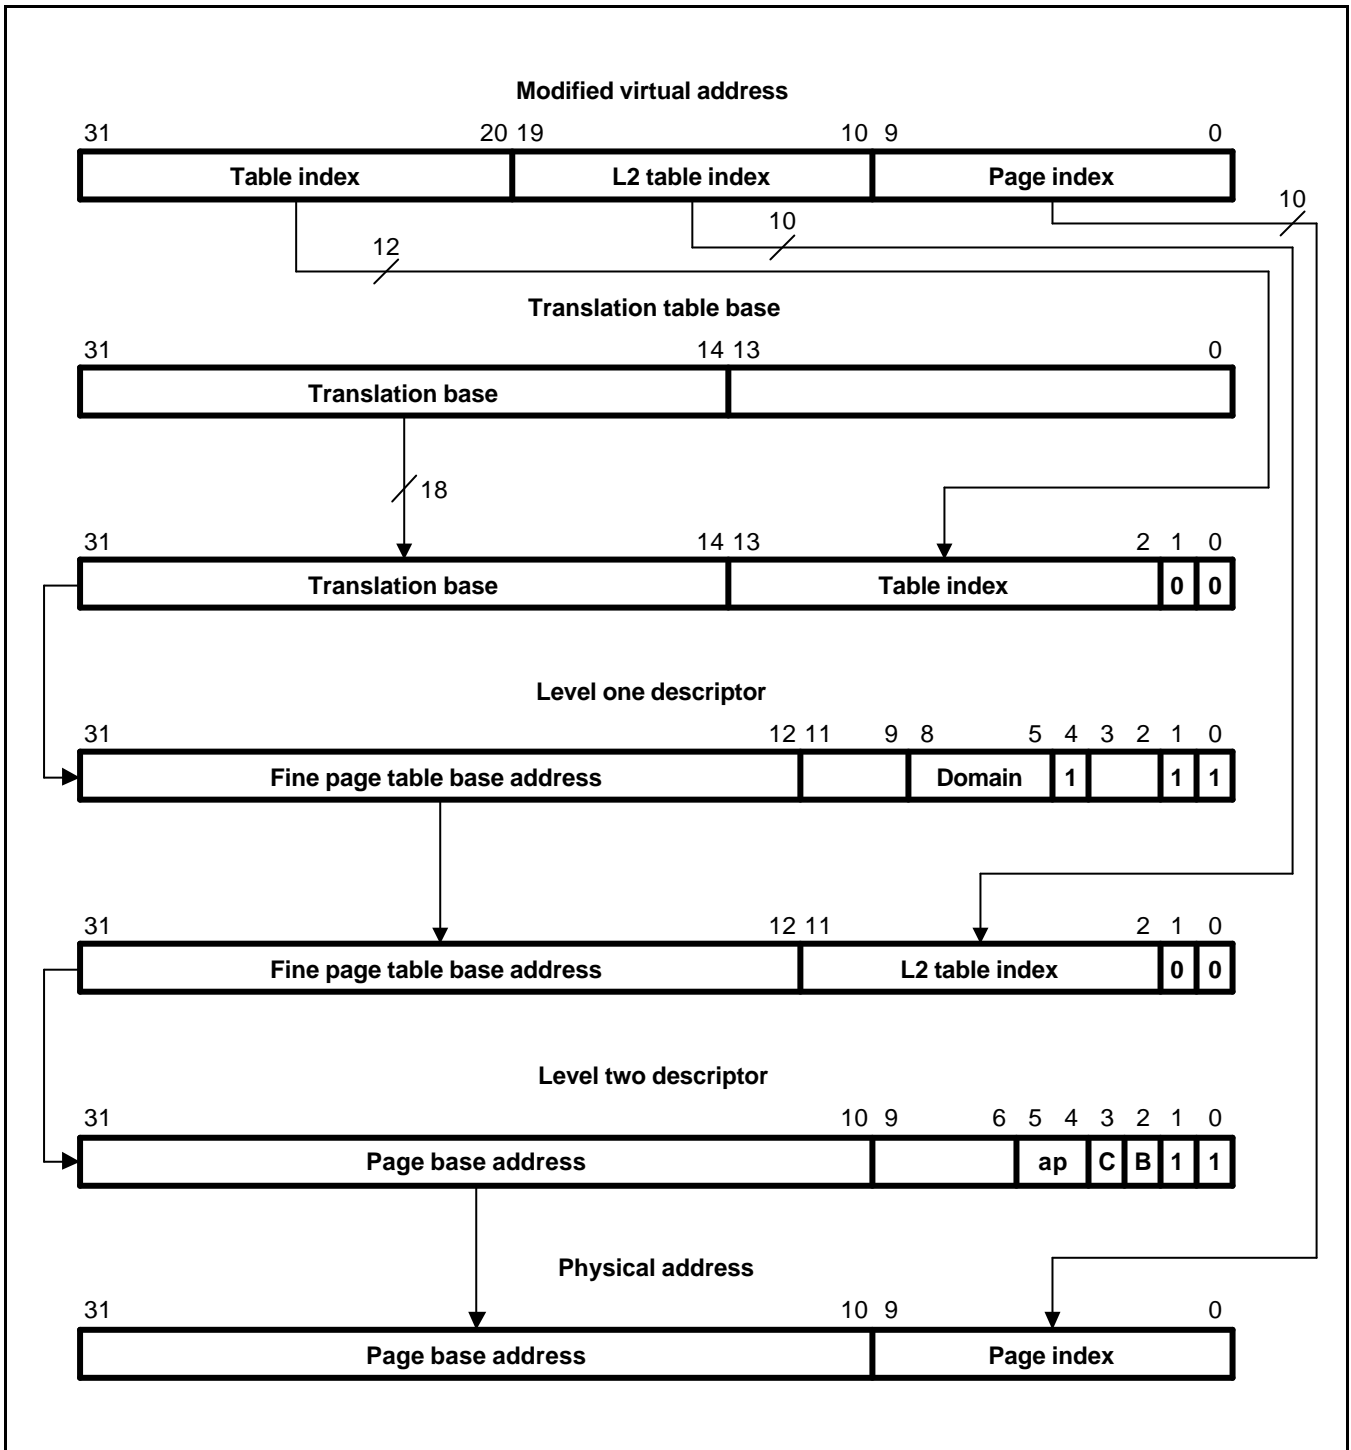 Modified virtual address
31 20 19 10 9 0
Table index L2 table index Page index
10
10
12
Translation table base
31 14 13 0
Translation base
18
31 14 13 2 1 0
Translation base Table index 0 0
Level one descriptor
31 12 11 9 8 5 4 3 2 1 0
Fine page table base address Domain 1 1 1
31 12 11 2 1 0
Fine page table base address L2 table index 0 0
Level two descriptor
31 10 9 6 5 4 3 2 1 0
Page base address ap C B 1 1
Physical address
31 10 9 0
Page base address Page index